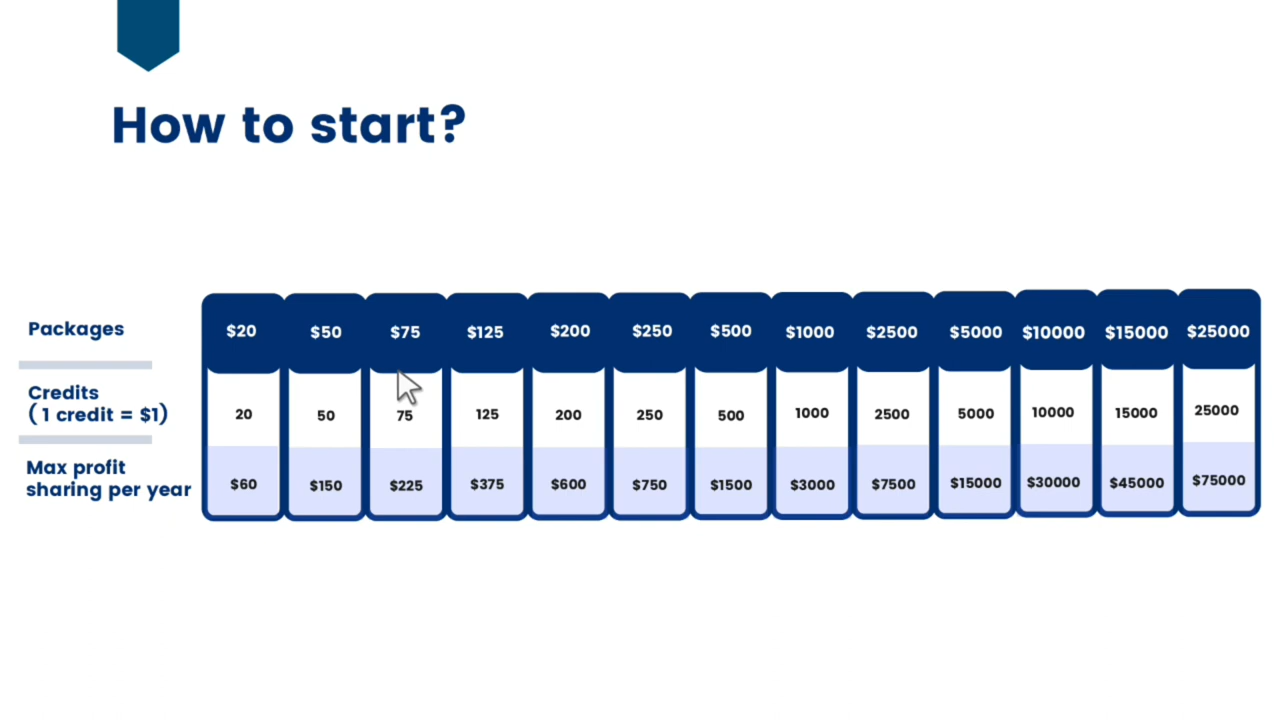 How to start?
Packages $20 $50 $75 $125 $200 $250 $500 $1000 $2500 $5000 $10000 $15000 $25000
Credits
( 1 credit = $1) 20 50 75 125 200 250 500 1000 2500 5000 10000 15000 25000
Max profit
sharing per year $60 $150 $225 $375 $600 $750 $1500 $3000 $7500 $15000 $30000 $45000 $75000